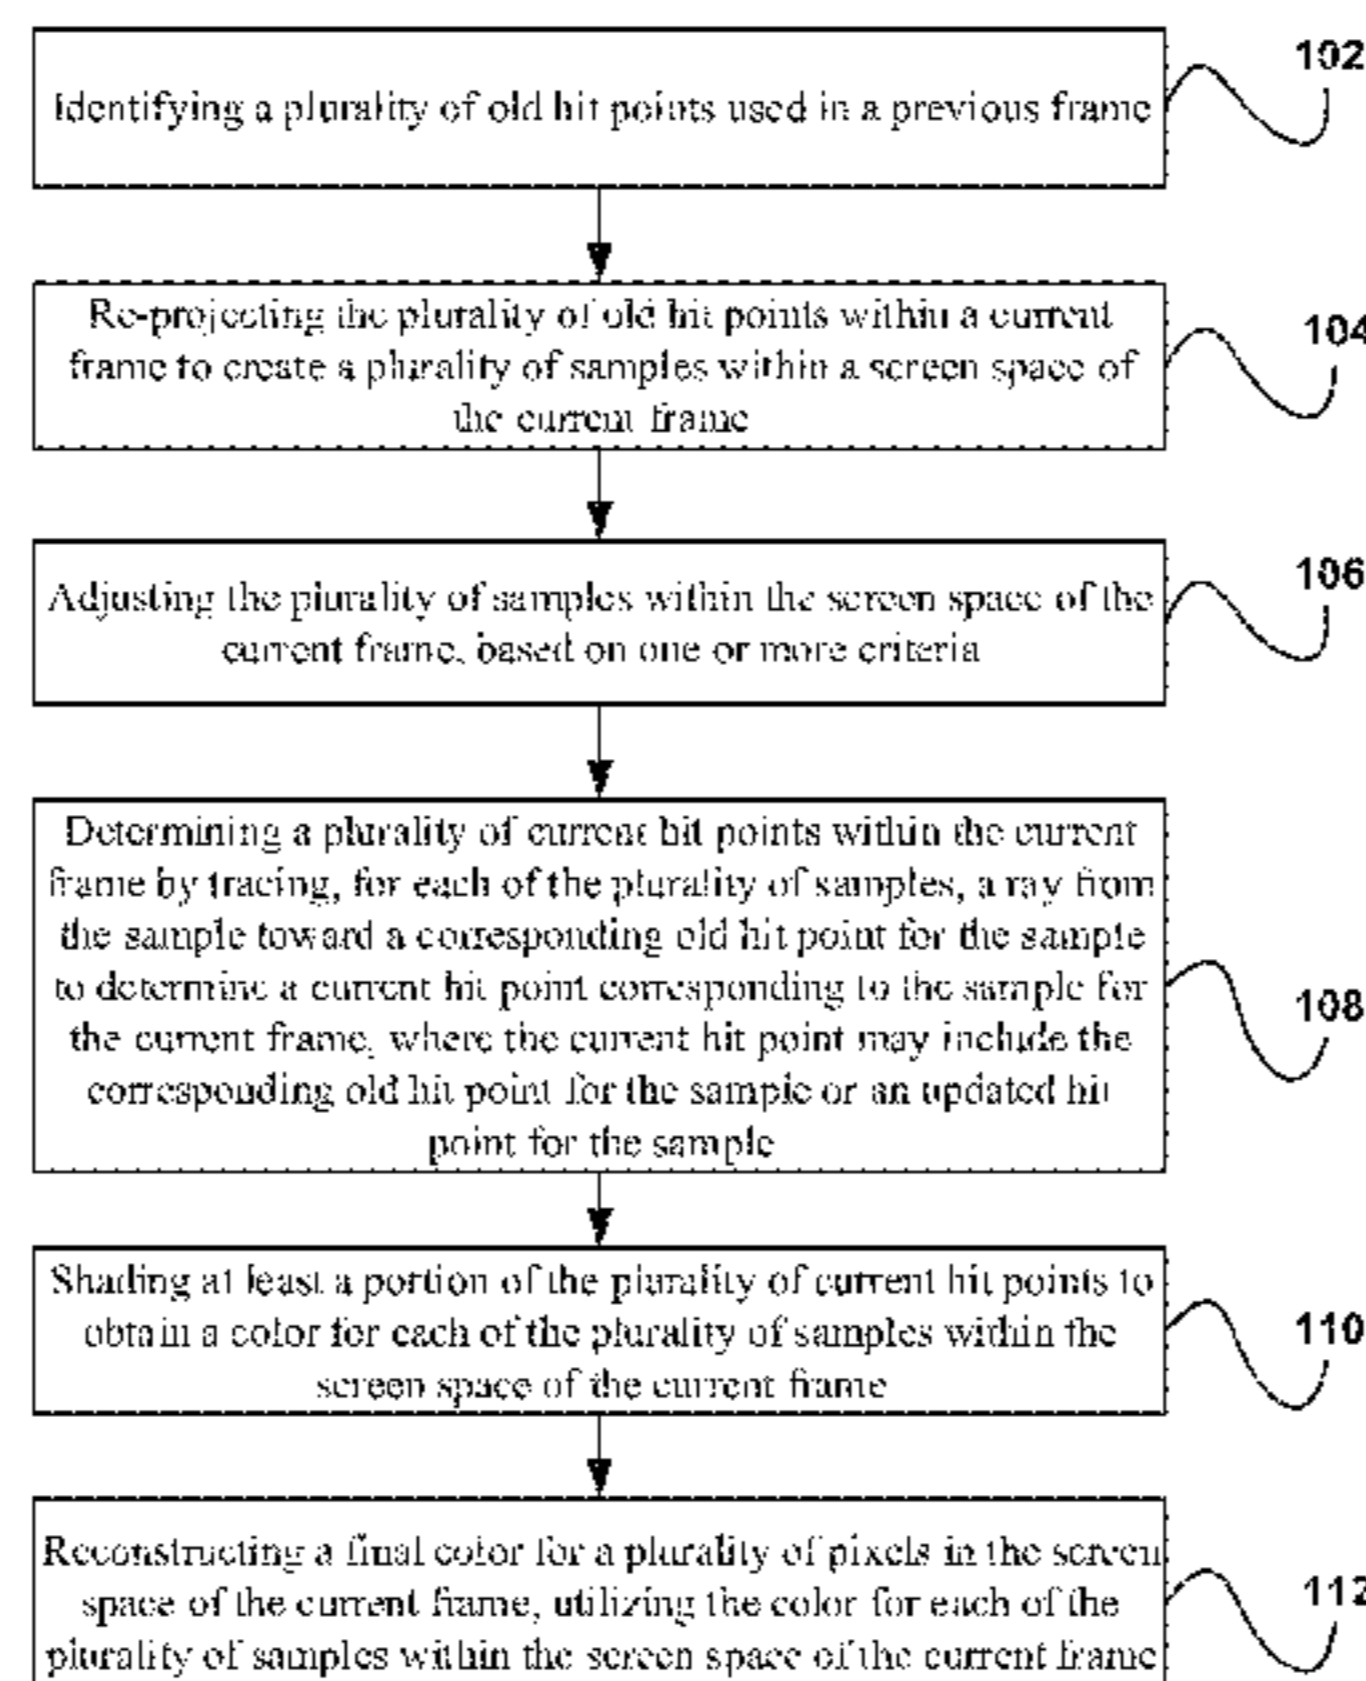 Identifying a plurality of old hit points used in a previous frame
102
Re-projecting the plurality of old hit points within a current
frame to create a plurality of samples within a screen space of
the current frame
104
Adjusting the plurality of samples within the screen space of the
current frame, based on one or more criteria
106
Determining a plurality of current hit points within the current
frame by tracing, for each of the plurality of samples, a ray from
the sample toward a corresponding old hit point for the sample
to determine a current hit point corresponding to the sample for
the current frame, where the current hit point may include the
corresponding old hit point for the sample or an updated hit
point for the sample
108
Shading at least a portion of the plurality of current hit points to
obtain a color for each of the plurality of samples within the
screen space of the current frame
110
Reconstructing a final color for a plurality of pixels in the screen
space of the current frame, utilizing the color for each of the
plurality of samples within the screen space of the current frame
112